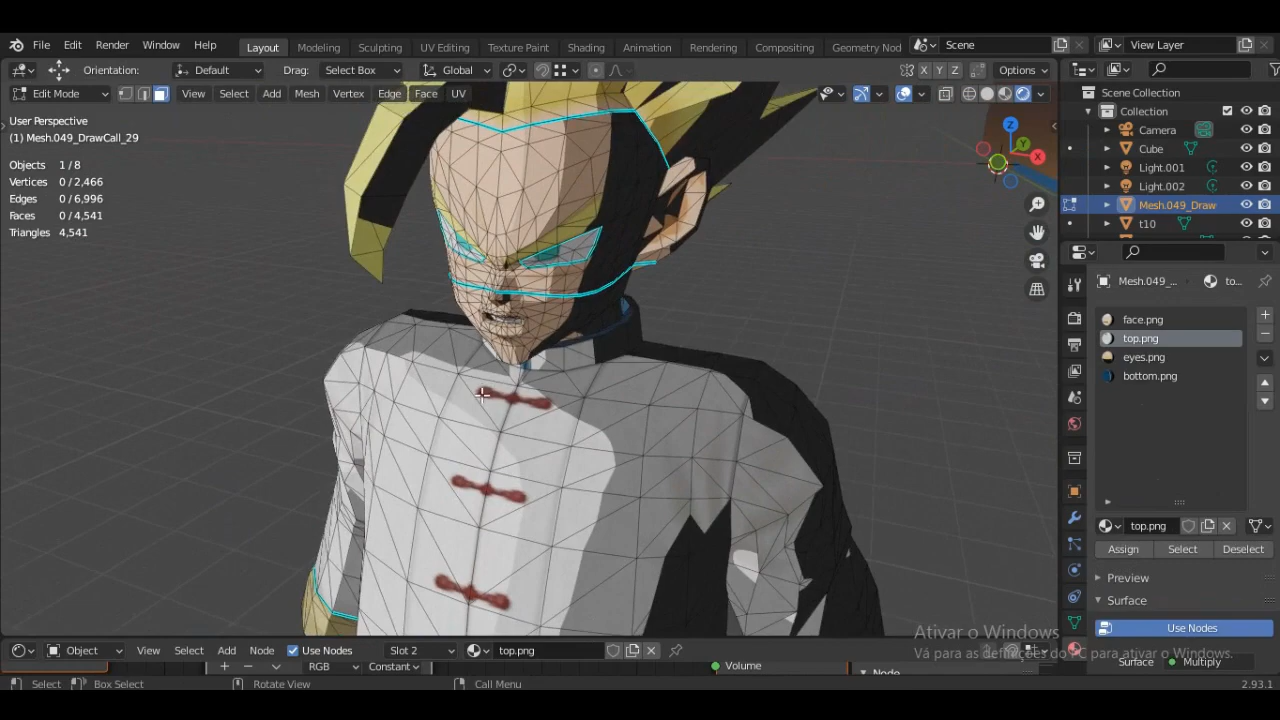 File Edit Render Window Help Layout Modeling Sculpting UV Editing Texture Paint Shading Animation Rendering Compositing Geometry Nod Scene View Layer
Orientation: Default Drag: Select Box Global X Y Z Options
Edit Mode View Select Add Mesh Vertex Edge Face UV
User Perspective
(1) Mesh.049_DrawCall_29
Objects 1 / 8
Vertices 0 / 2,466
Edges 0 / 6,996
Faces 0 / 4,541
Triangles 4,541
Z
Y
X
Scene Collection
Collection
Camera
Cube
Light.001
Light.002
Mesh.049_Draw
t10
Mesh.049_... to...
face.png
top.png
eyes.png
bottom.png
top.png
Assign Select Deselect
Preview
Surface
Use Nodes
Surface Multiply
Ativar o Windows
Vá para as definições do PC para ativar o Windows.
Object View Select Add Node Use Nodes Slot 2 top.png
RGB Constant Volume Node
Select Box Select Rotate View Call Menu 2.93.1